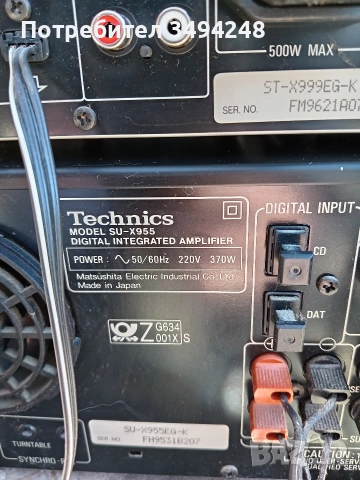 Потребител 8494248
500W MAX
ST-X999EG-K
SER. NO. FM9621A07
Technics
MODEL SU-X955
DIGITAL INTEGRATED AMPLIFIER
POWER : 50/60Hz 220V 370W
Matsushita Electric Industrial Co., Ltd.
Made in Japan
DIGITAL INPUT
CD
DAT
Z G634
001X S
SU-X955EG-K
SER. NO. FH9531B207
TURNTABLE
SYNCHRO-R
CAUTION